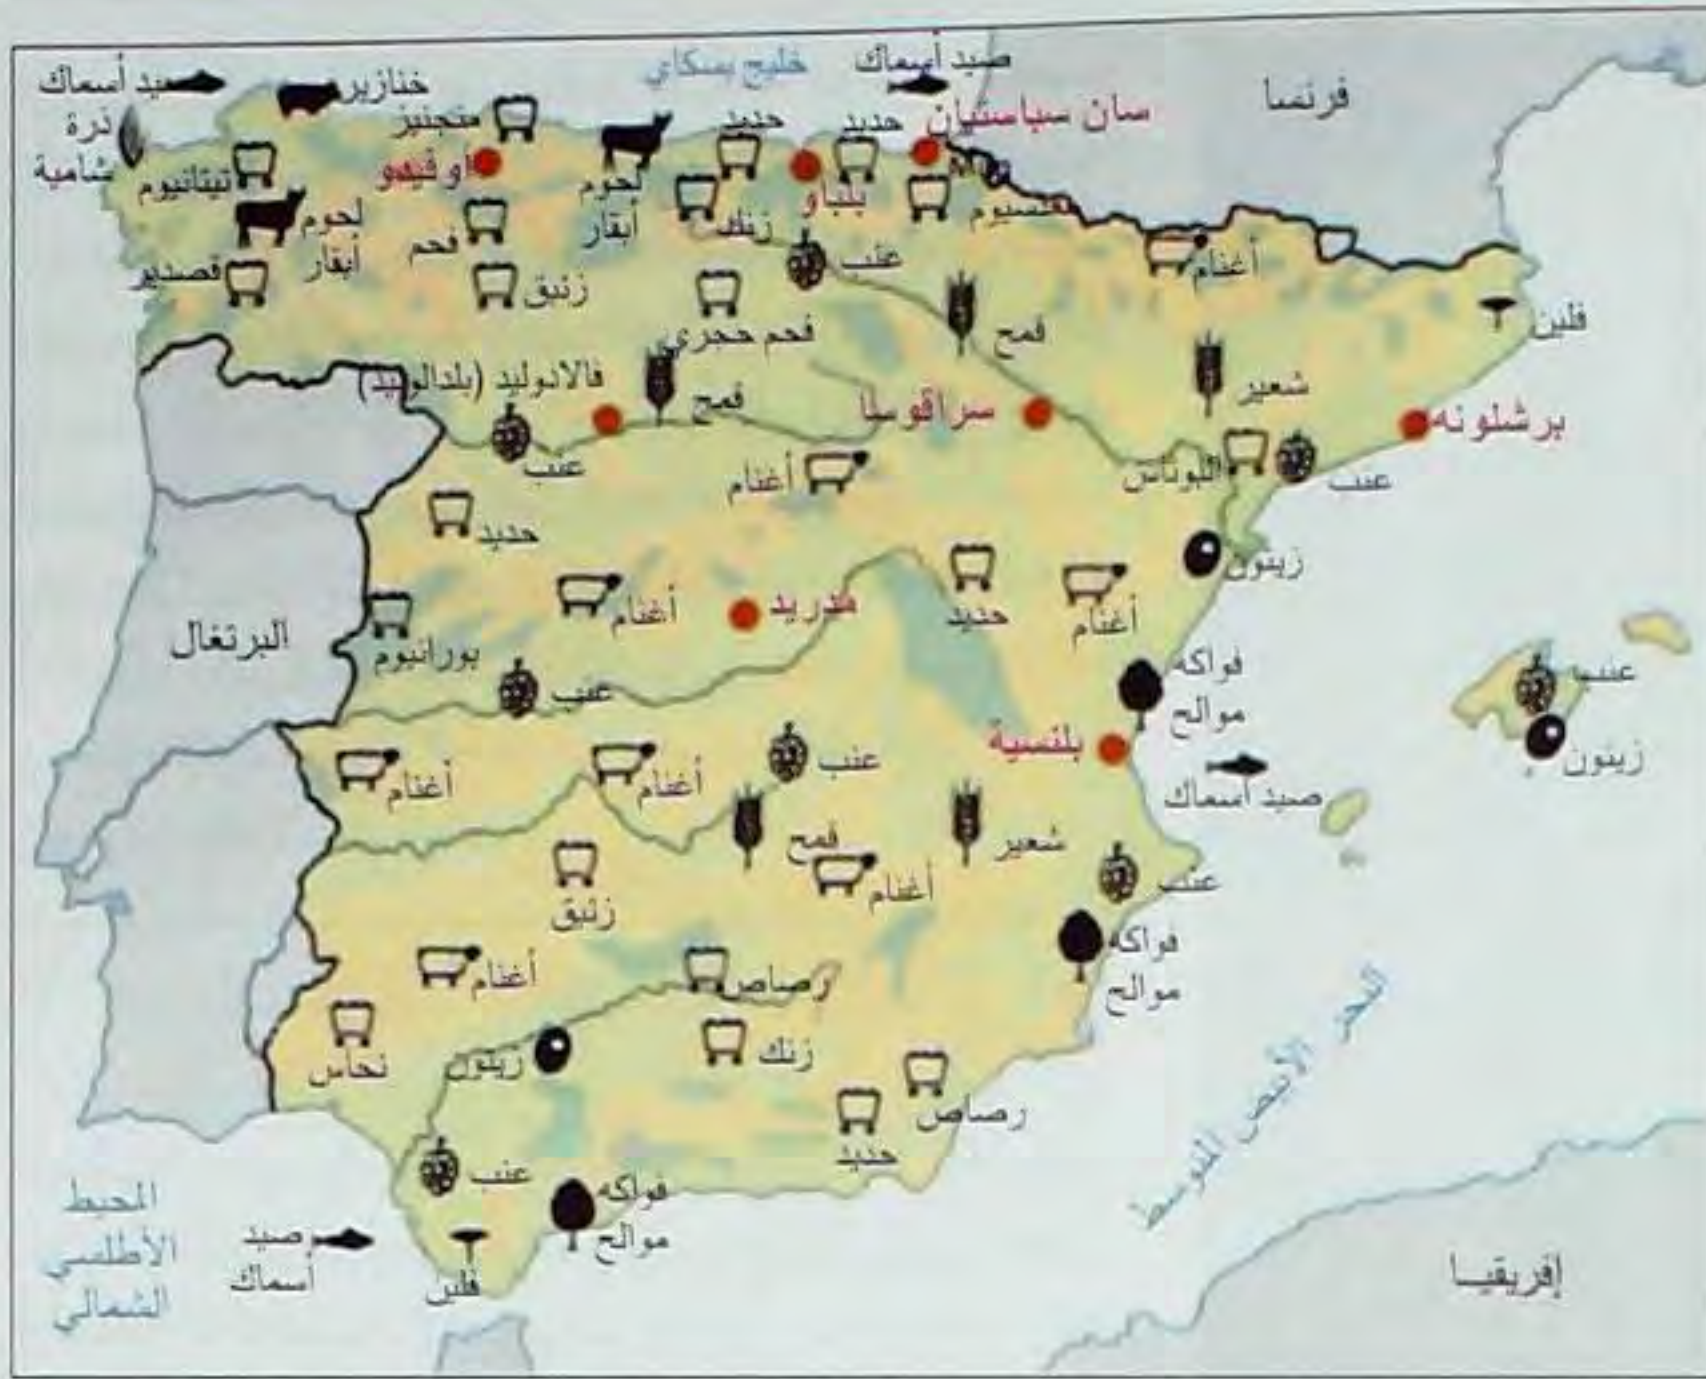 صيد أسماك
خنازير
خليج بسكاي
صيد أسماك
فرنسا
سان سباستيان
ذرة
شامية
منجنيز
حديد
حديد
تيتانيوم
لحوم
أبقار
بلباو
زنك
لحوم
أبقار
فحم
عنب
أغنام
قصدير
زنبق
فحم حجري
قمح
فلين
فالادوليد (بلدالوليد)
قمح
سراقوسا
شعير
برشلونه
عنب
أغنام
البوتاس
عنب
حديد
زيتون
البرتغال
أغنام
مدريد
حديد
أغنام
يورانيوم
عنب
فواكه
موالح
عنب
بلنسية
زيتون
أغنام
أغنام
عنب
صيد أسماك
قمح
شعير
أغنام
عنب
زنبق
فواكه
موالح
أغنام
رصاص
نحاس
زيتون
زنك
رصاص
حديد
البحر الأبيض المتوسط
عنب
فواكه
موالح
المحيط
الأطلسي
الشمالي
صيد
أسماك
فلين
إفريقيا